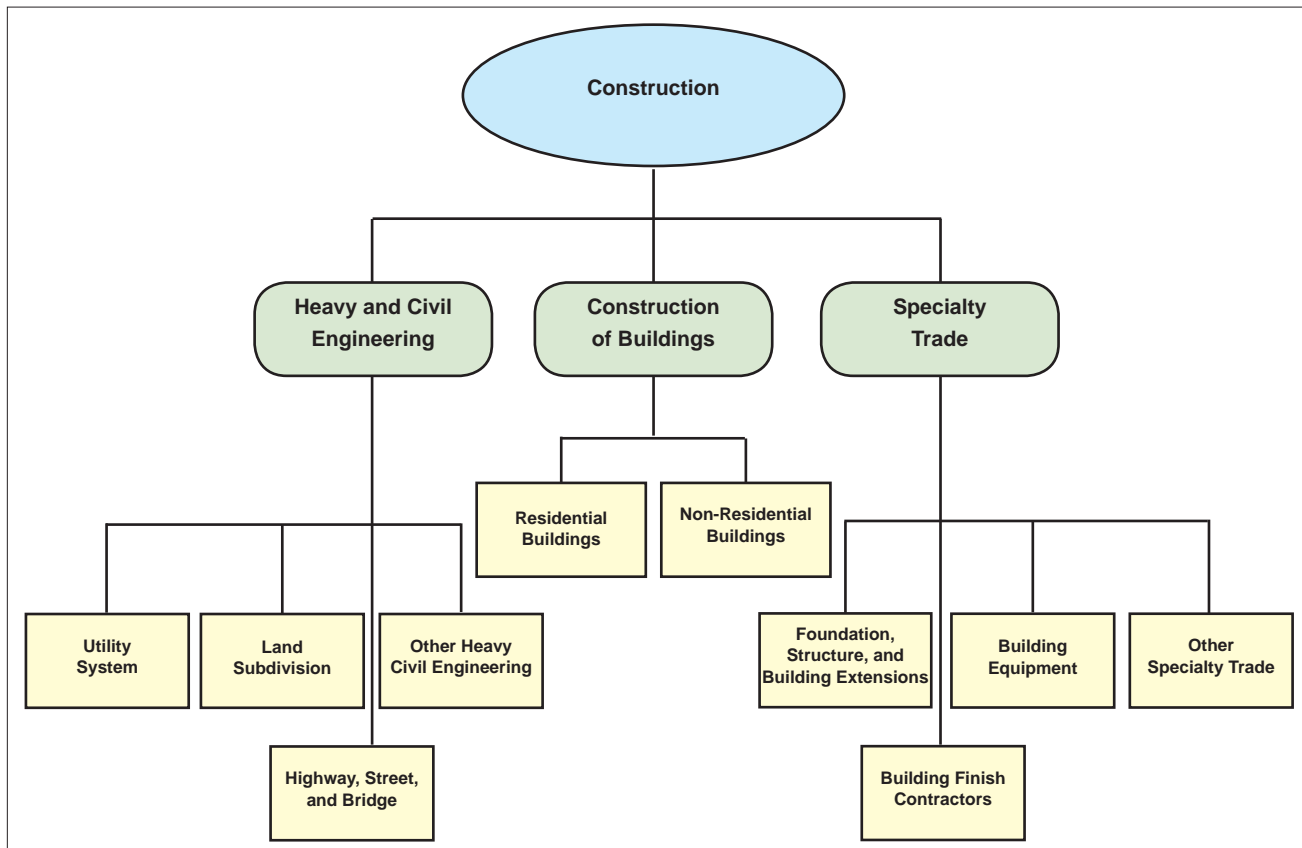 Construction
Heavy and Civil
Engineering
Construction
of Buildings
Specialty
Trade
Residential
Buildings
Non-Residential
Buildings
Utility
System
Land
Subdivision
Other Heavy
Civil Engineering
Foundation,
Structure, and
Building Extensions
Building
Equipment
Other
Specialty Trade
Highway, Street,
and Bridge
Building Finish
Contractors